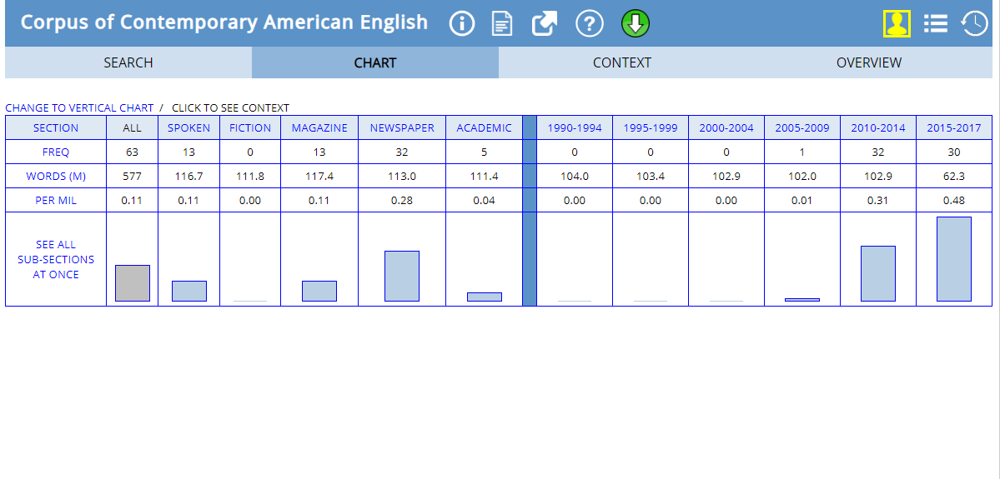 Corpus of Contemporary American English
SEARCH CHART CONTEXT OVERVIEW
CHANGE TO VERTICAL CHART / CLICK TO SEE CONTEXT
SECTION ALL SPOKEN FICTION MAGAZINE NEWSPAPER ACADEMIC 1990-1994 1995-1999 2000-2004 2005-2009 2010-2014 2015-2017
FREQ 63 13 0 13 32 5 0 0 0 1 32 30
WORDS (M) 577 116.7 111.8 117.4 113.0 111.4 104.0 103.4 102.9 102.0 102.9 62.3
PER MIL 0.11 0.11 0.00 0.11 0.28 0.04 0.00 0.00 0.00 0.01 0.31 0.48
SEE ALL
SUB-SECTIONS
AT ONCE